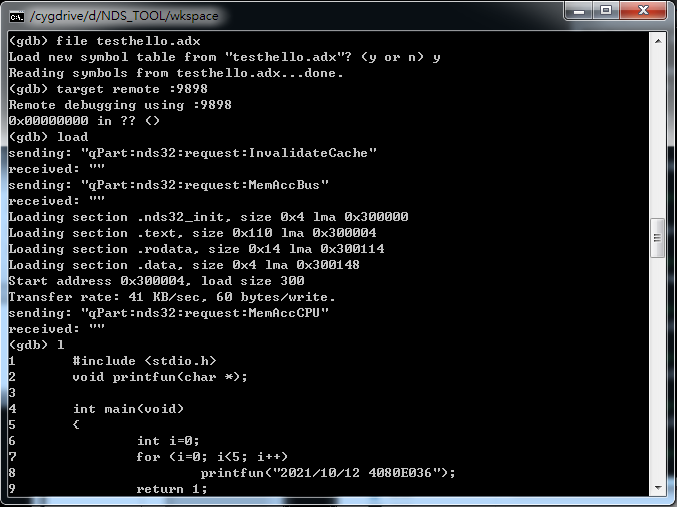 /cygdrive/d/NDS_TOOL/wkspace
(gdb) file testhello.adx
Load new symbol table from "testhello.adx"? (y or n) y
Reading symbols from testhello.adx...done.
(gdb) target remote :9898
Remote debugging using :9898
0x00000000 in ?? ()
(gdb) load
sending: "qPart:nds32:request:InvalidateCache"
received: ""
sending: "qPart:nds32:request:MemAccBus"
received: ""
Loading section .nds32_init, size 0x4 lma 0x300000
Loading section .text, size 0x110 lma 0x300004
Loading section .rodata, size 0x14 lma 0x300114
Loading section .data, size 0x4 lma 0x300148
Start address 0x300004, load size 300
Transfer rate: 41 KB/sec, 60 bytes/write.
sending: "qPart:nds32:request:MemAccCPU"
received: ""
(gdb) l
1       #include <stdio.h>
2       void printfun(char *);
3
4       int main(void)
5       {
6               int i=0;
7               for (i=0; i<5; i++)
8                       printfun("2021/10/12 4080E036");
9               return 1;